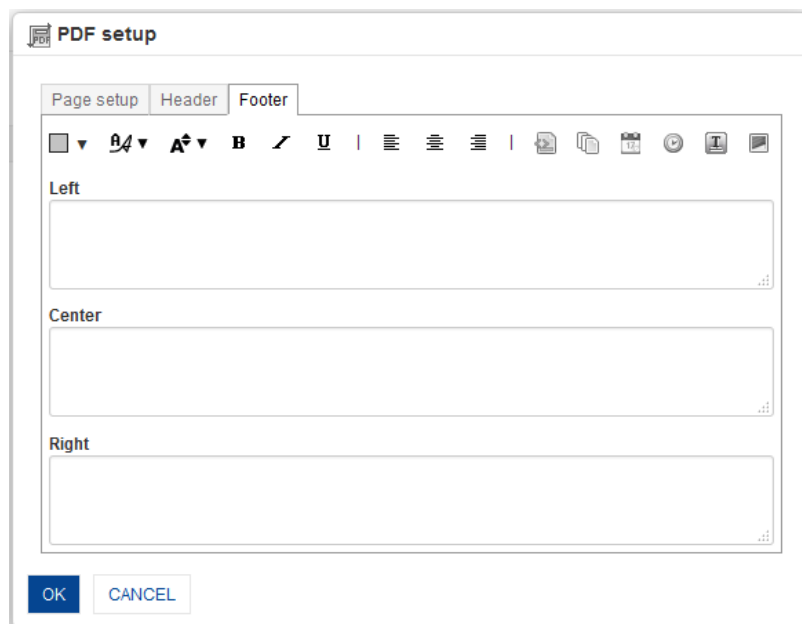 PDF setup
Page setup Header Footer
B I U
Left
Center
Right
OK CANCEL